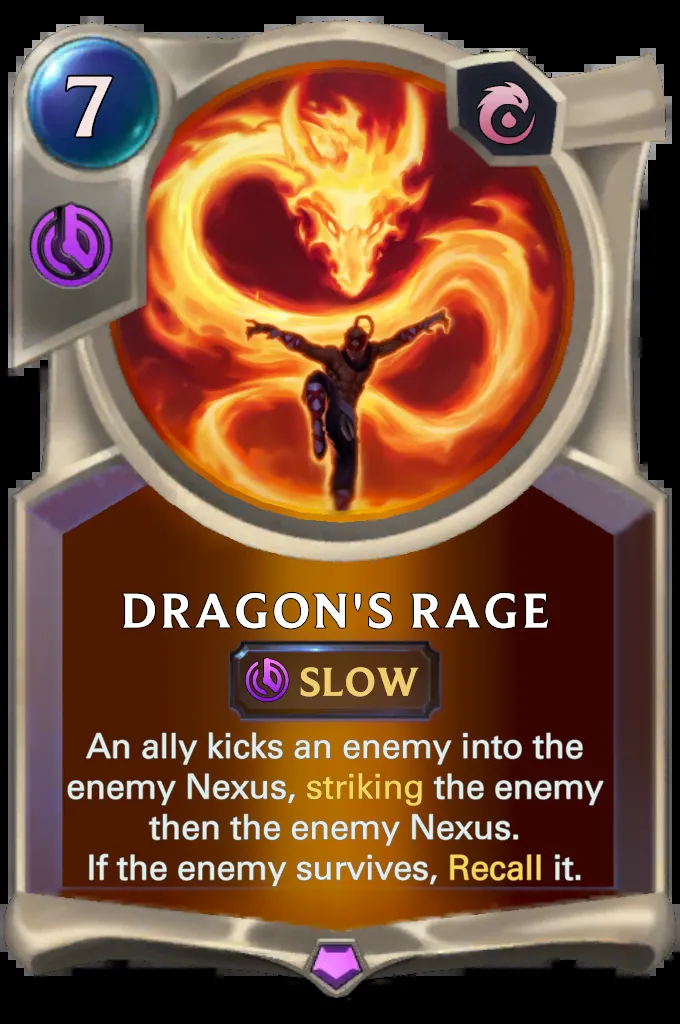 7
DRAGON'S RAGE
SLOW
An ally kicks an enemy into the
enemy Nexus, striking the enemy
then the enemy Nexus.
If the enemy survives, Recall it.